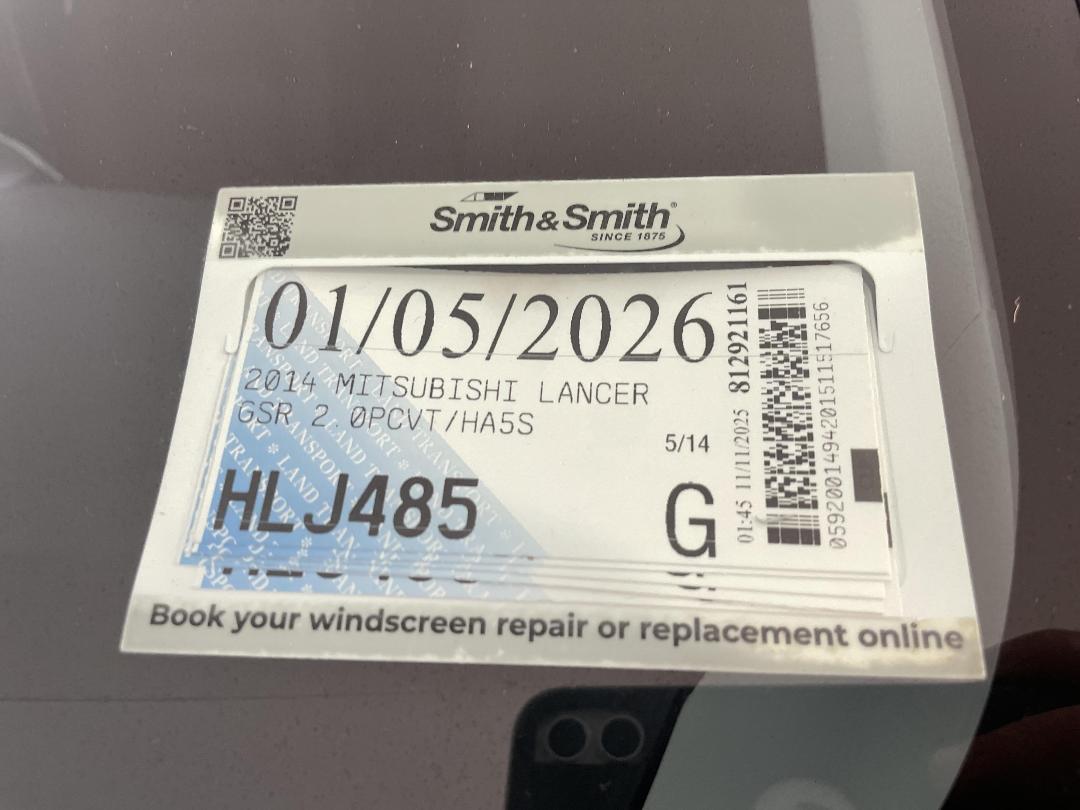 Smith&Smith®
SINCE 1875
01/05/2026
2014 MITSUBISHI LANCER
GSR 2.0PCVT/HA5S
5/14
HLJ485
G
01:45 11/11/2025 812921161
0592001494201511517656
Book your windscreen repair or replacement online